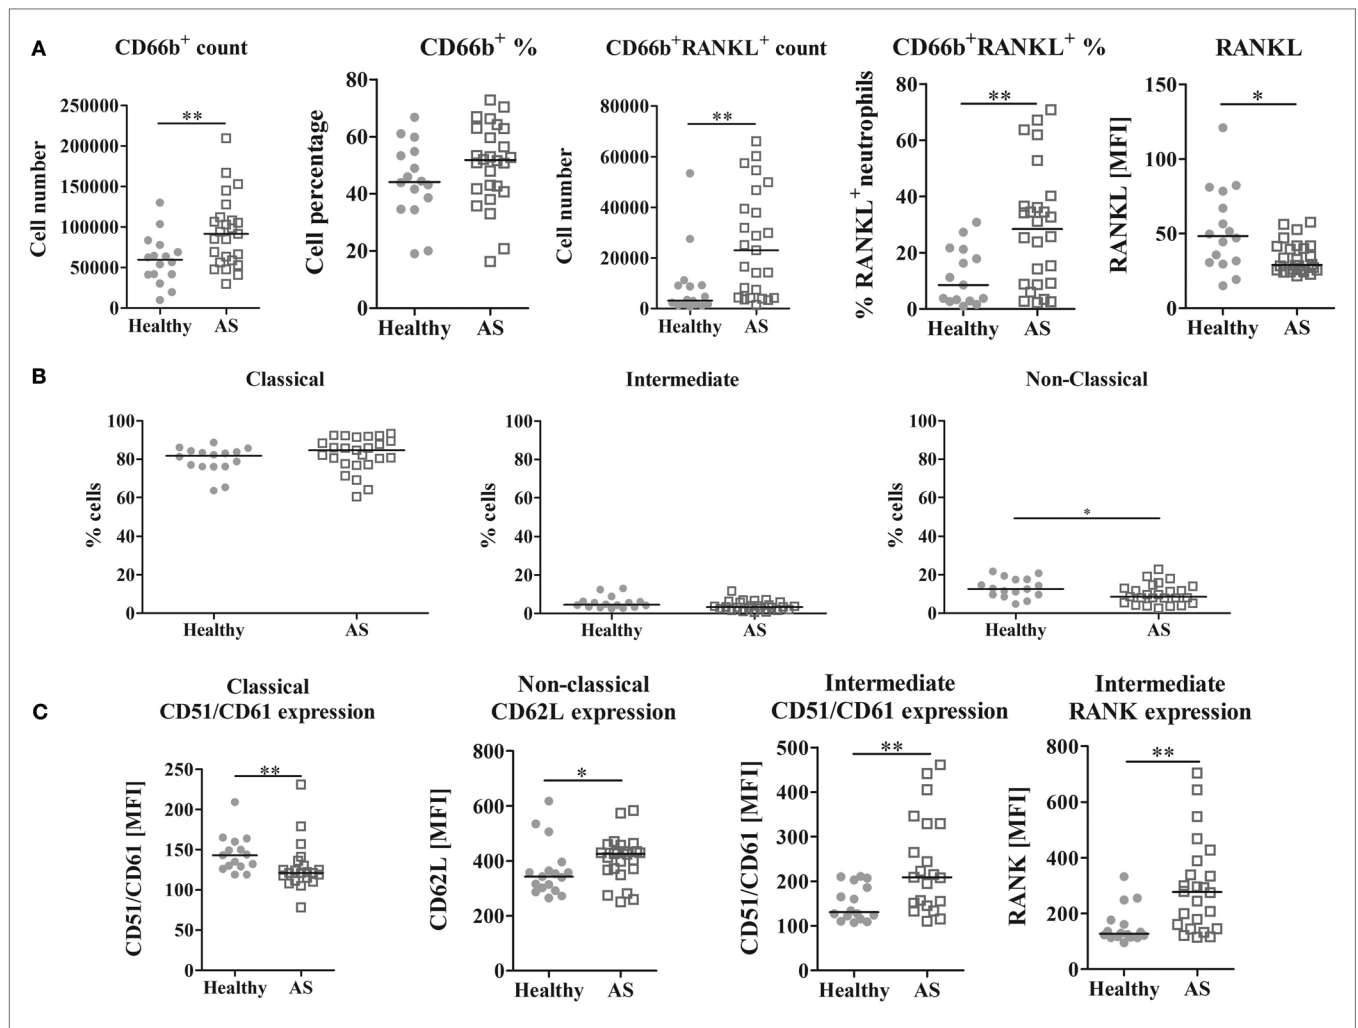 A
CD66b+ count
CD66b+ %
CD66b+RANKL+ count
CD66b+RANKL+ %
RANKL
Cell number
250000
200000
150000
100000
50000
0
**
Healthy
AS
Cell percentage
80
60
40
20
0
Healthy
AS
Cell number
80000
60000
40000
20000
0
**
Healthy
AS
% RANKL+neutrophils
80
60
40
20
0
**
Healthy
AS
RANKL [MFI]
150
100
50
0
*
Healthy
AS
B
Classical
Intermediate
Non-Classical
% cells
100
80
60
40
20
0
Healthy
AS
% cells
100
80
60
40
20
0
Healthy
AS
% cells
100
80
60
40
20
0
*
Healthy
AS
C
Classical
CD51/CD61 expression
Non-classical
CD62L expression
Intermediate
CD51/CD61 expression
Intermediate
RANK expression
CD51/CD61 [MFI]
250
200
150
100
50
0
**
Healthy
AS
CD62L [MFI]
800
600
400
200
0
*
Healthy
AS
CD51/CD61 [MFI]
500
400
300
200
100
0
**
Healthy
AS
RANK [MFI]
800
600
400
200
0
**
Healthy
AS